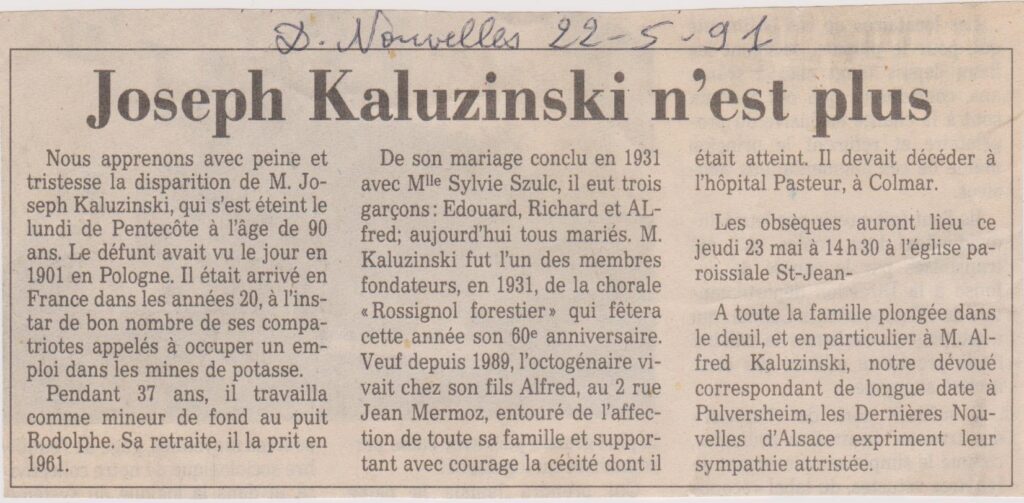 D. Nouvelles 22-5-91
Joseph Kaluzinski n'est plus
Nous apprenons avec peine et
tristesse la disparition de M. Jo-
seph Kaluzinski, qui s'est éteint le
lundi de Pentecôte à l'âge de 90
ans. Le défunt avait vu le jour en
1901 en Pologne. Il était arrivé en
France dans les années 20, à l'ins-
tar de bon nombre de ses compa-
triotes appelés à occuper un em-
ploi dans les mines de potasse.
Pendant 37 ans, il travailla
comme mineur de fond au puit
Rodolphe. Sa retraite, il la prit en
1961.
De son mariage conclu en 1931
avec Mlle Sylvie Szulc, il eut trois
garçons: Edouard, Richard et AL-
fred; aujourd'hui tous mariés. M.
Kaluzinski fut l'un des membres
fondateurs, en 1931, de la chorale
«Rossignol forestier» qui fêtera
cette année son 60e anniversaire.
Veuf depuis 1989, l'octogénaire vi-
vait chez son fils Alfred, au 2 rue
Jean Mermoz, entouré de l'affec-
tion de toute sa famille et suppor-
tant avec courage la cécité dont il
était atteint. Il devait décéder à
l'hôpital Pasteur, à Colmar.
Les obsèques auront lieu ce
jeudi 23 mai à 14h30 à l'église pa-
roissiale St-Jean-
A toute la famille plongée dans
le deuil, et en particulier à M. Al-
fred Kaluzinski, notre dévoué
correspondant de longue date à
Pulversheim, les Dernières Nou-
velles d'Alsace expriment leur
sympathie attristée.